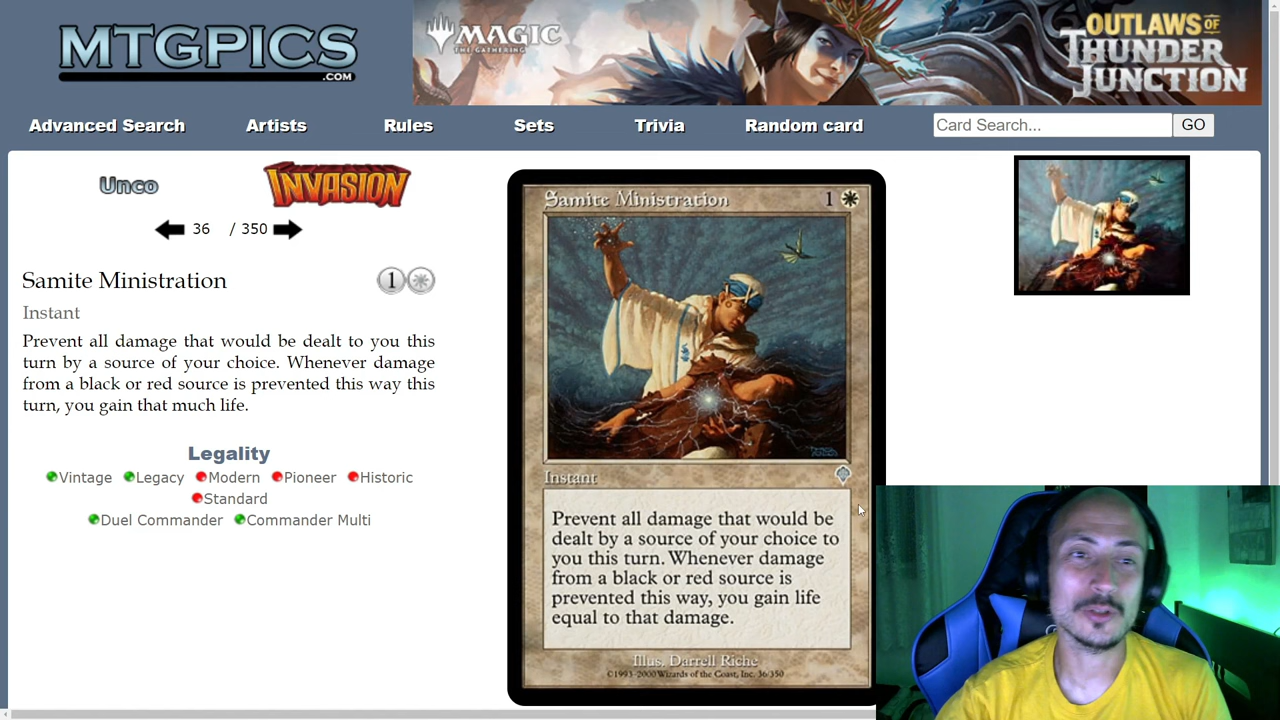 MTGPICS
.COM
MAGIC
THE GATHERING
OUTLAWS OF
THUNDER
JUNCTION
Advanced Search
Artists
Rules
Sets
Trivia
Random card
Card Search...
GO
Unco
INVASION
36 / 350
Samite Ministration 1
Instant
Prevent all damage that would be dealt to you this
turn by a source of your choice. Whenever damage
from a black or red source is prevented this way this
turn, you gain that much life.
Legality
Vintage Legacy Modern Pioneer Historic
Standard
Duel Commander Commander Multi
Samite Ministration 1
Instant
Prevent all damage that would be
dealt by a source of your choice to
you this turn. Whenever damage
from a black or red source is
prevented this way, you gain life
equal to that damage.
Illus. Darrell Riche
©1993-2000 Wizards of the Coast, Inc. 36/350